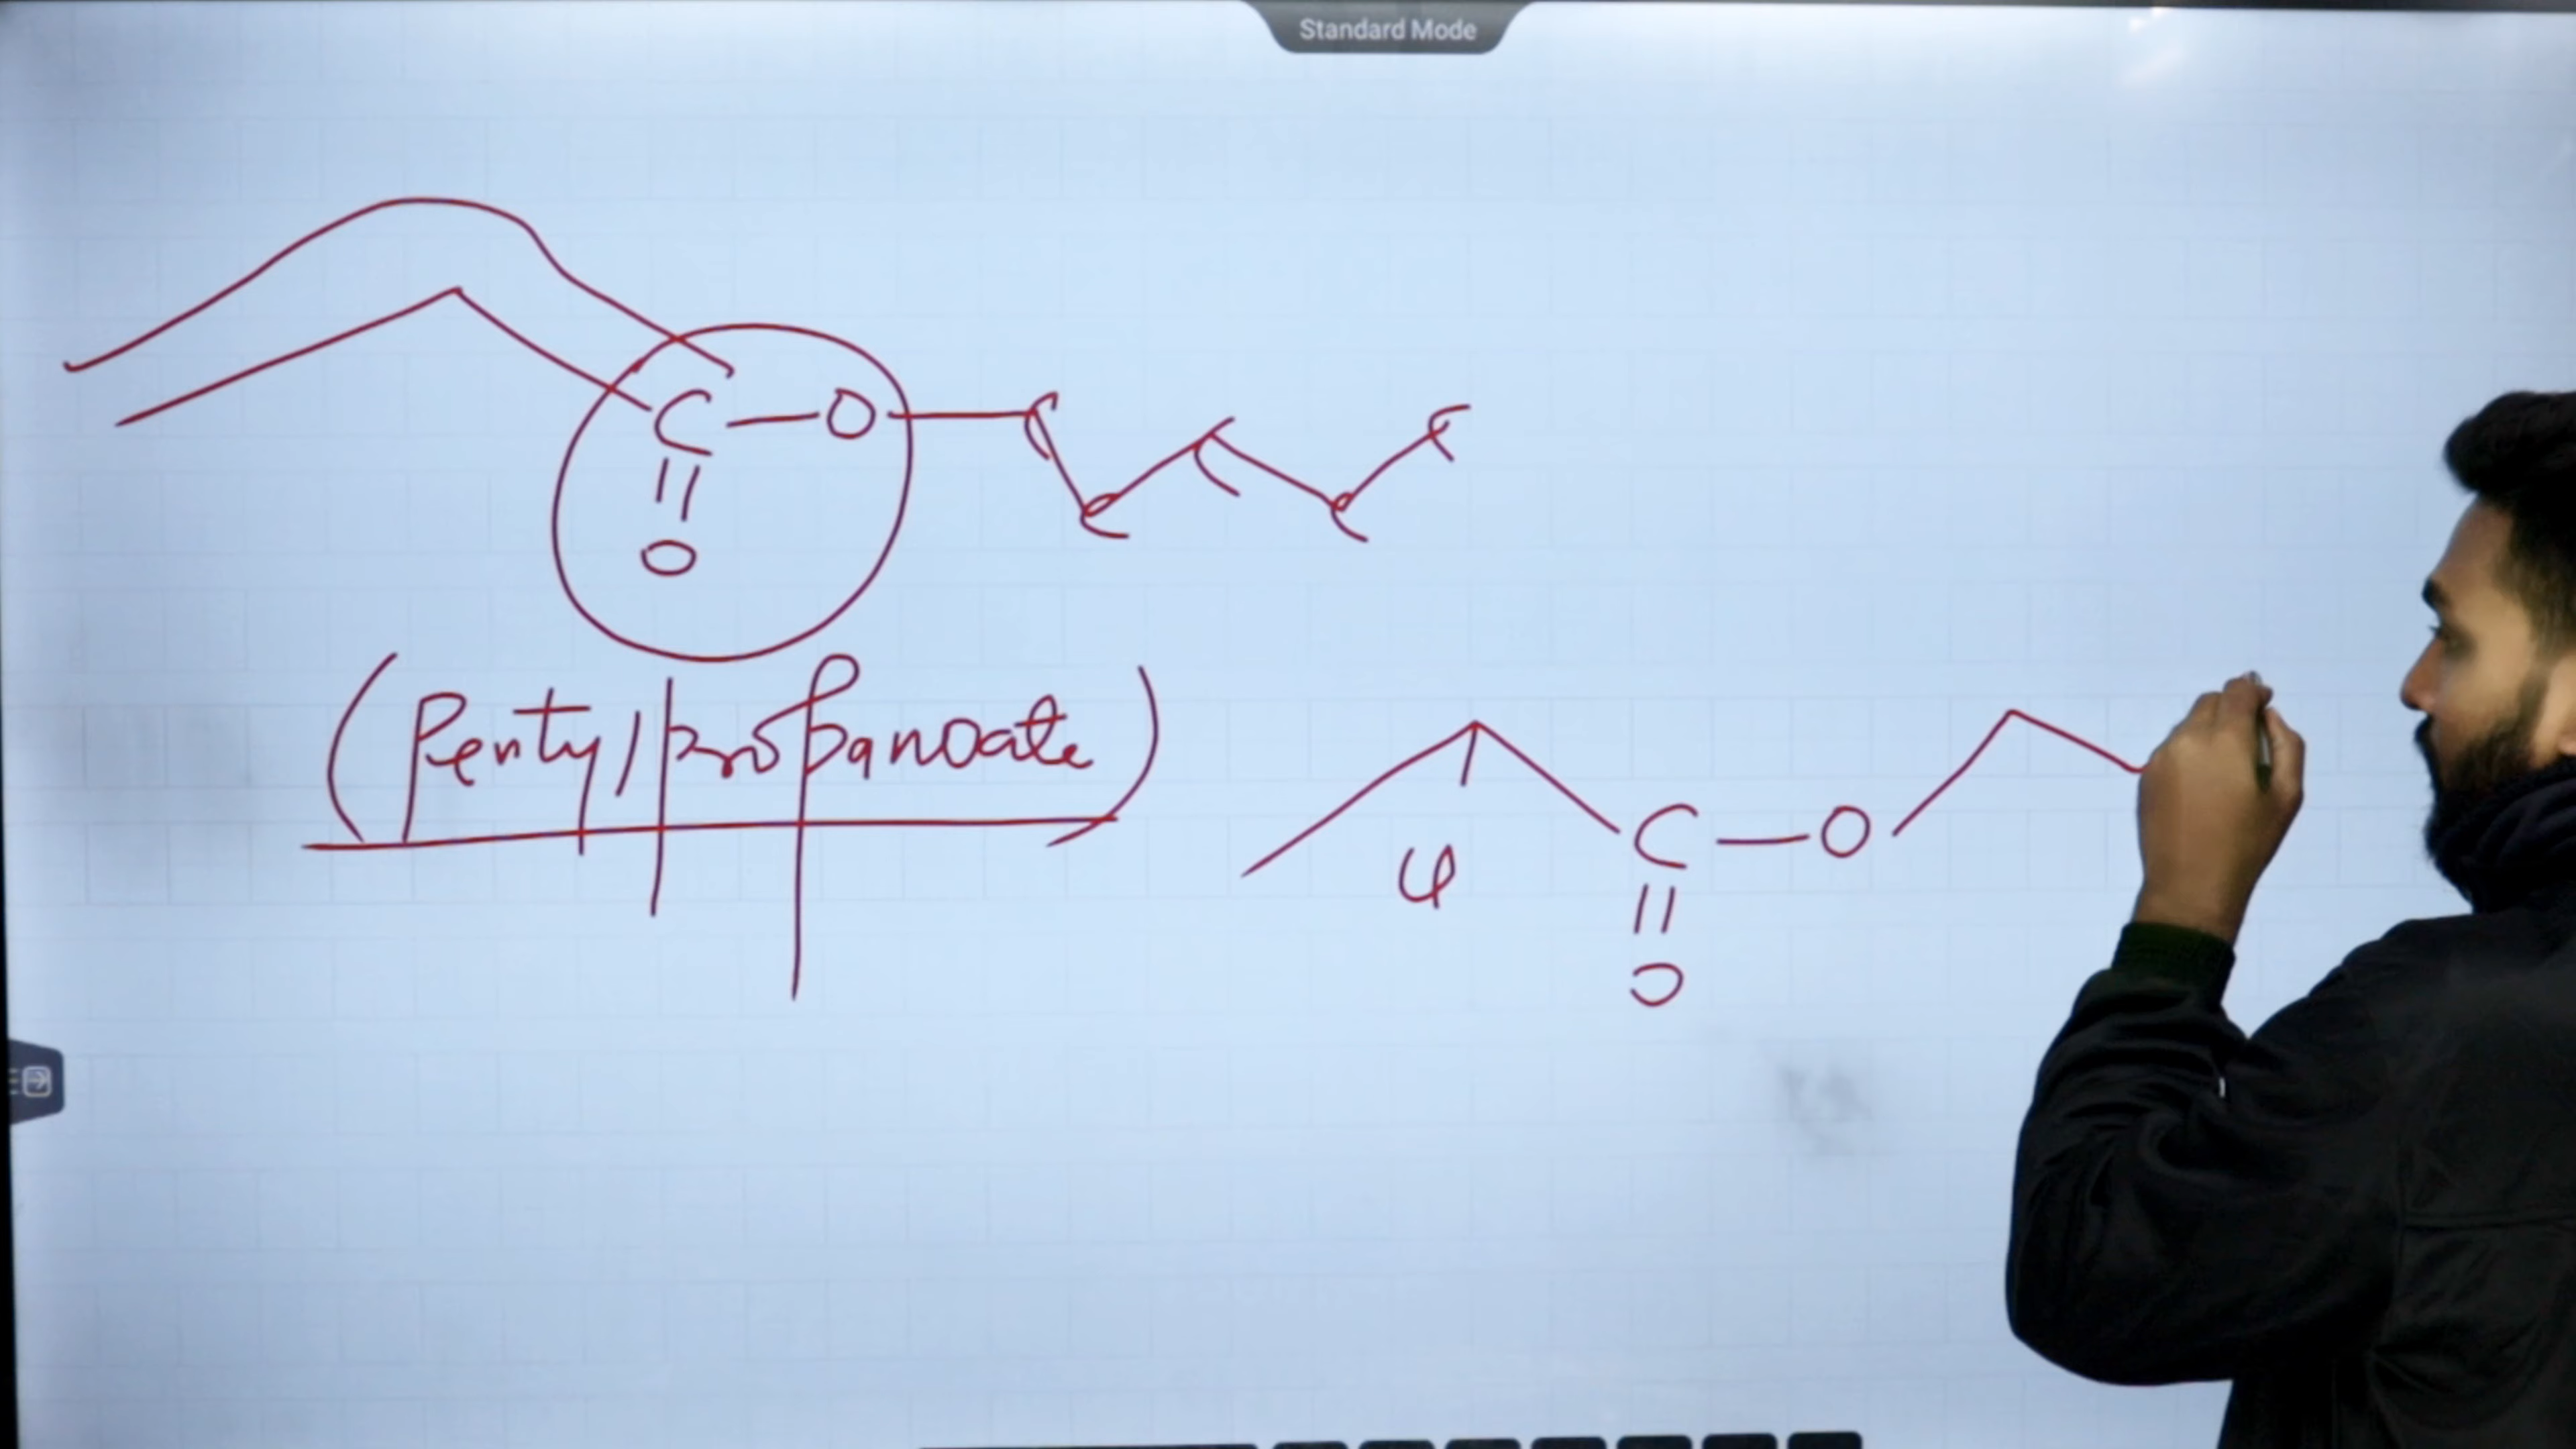 Standard Mode
C — O
||
O
(Pentyl propanoate)
C — O
||
O